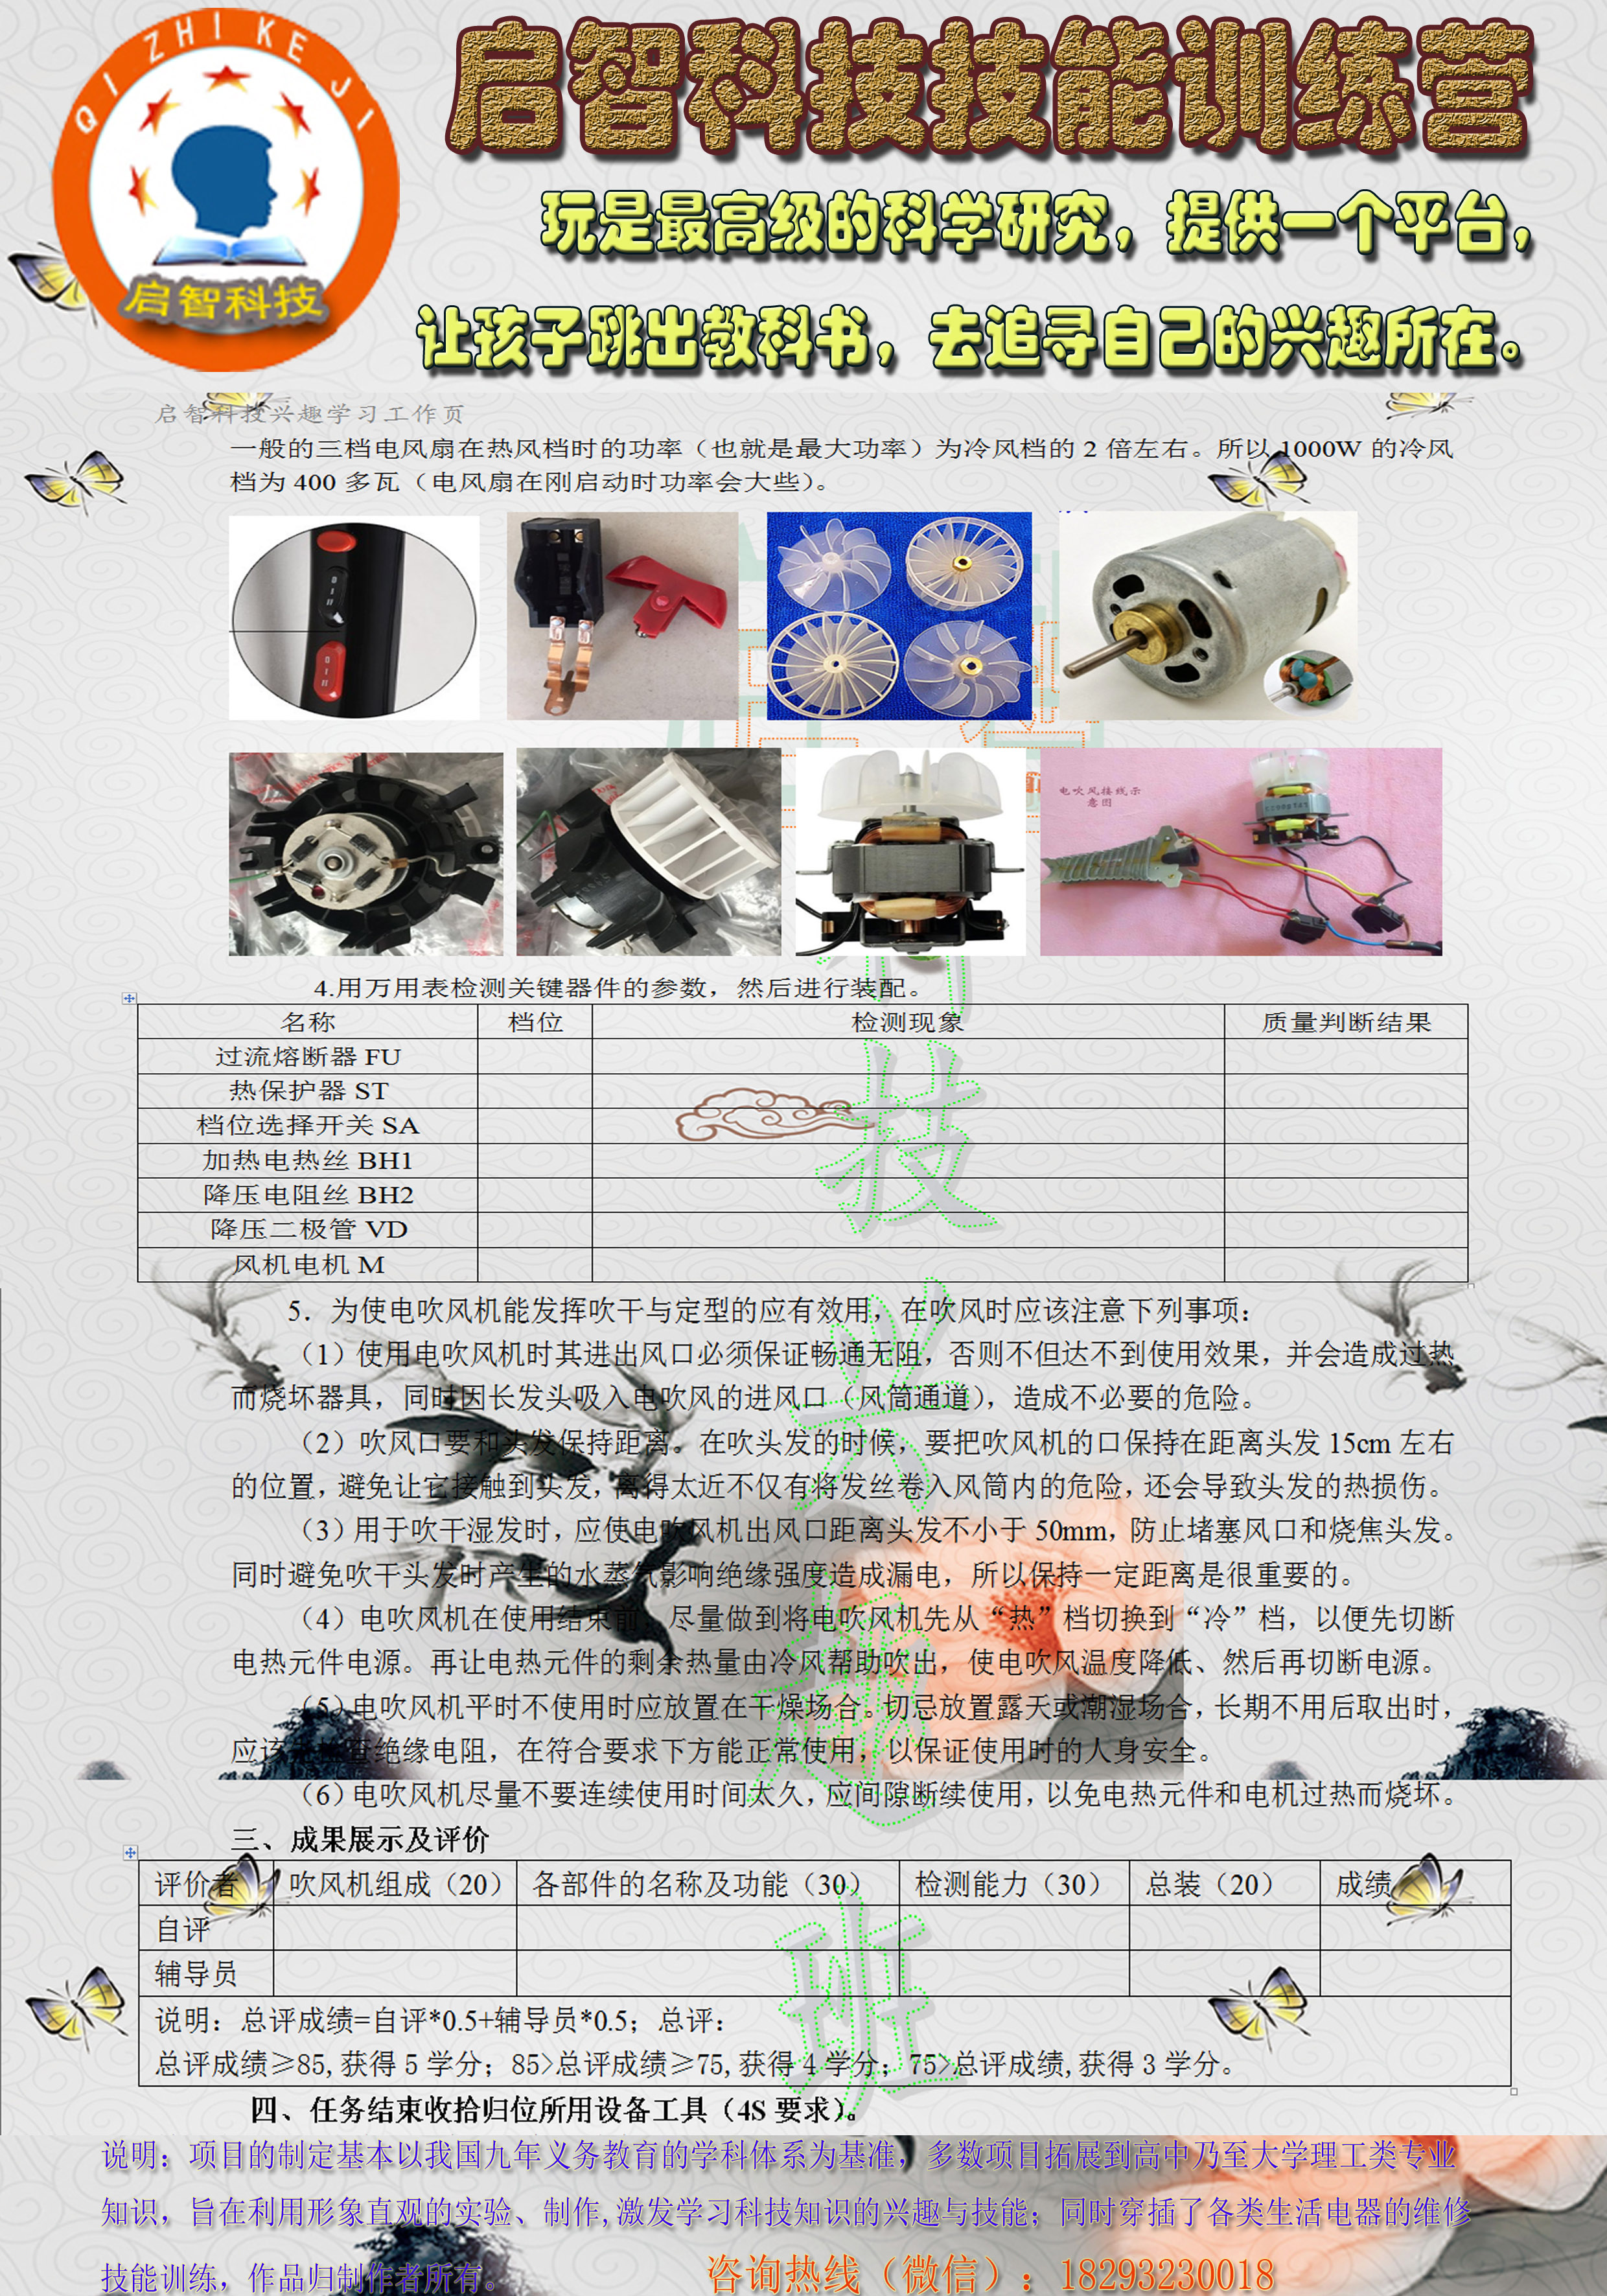 QI ZHI KE JI
启智科技
启智科技技能训练营
玩是最高级的科学研究，提供一个平台，
让孩子跳出教科书，去追寻自己的兴趣所在。
启智科技兴趣学习工作页
一般的三档电风扇在热风档时的功率（也就是最大功率）为冷风档的 2 倍左右。所以 1000W 的冷风
档为 400 多瓦（电风扇在刚启动时功率会大些）。
电吹风接线示
意图
4.用万用表检测关键器件的参数，然后进行装配。
名称 档位 检测现象 质量判断结果
过流熔断器 FU
热保护器 ST
档位选择开关 SA
加热电热丝 BH1
降压电阻丝 BH2
降压二极管 VD
风机电机 M
5．为使电吹风机能发挥吹干与定型的应有效用，在吹风时应该注意下列事项：
（1）使用电吹风机时其进出风口必须保证畅通无阻，否则不但达不到使用效果，并会造成过热
而烧坏器具，同时因长发头吸入电吹风的进风口（风筒通道），造成不必要的危险。
（2）吹风口要和头发保持距离。在吹头发的时候，要把吹风机的口保持在距离头发 15cm 左右
的位置，避免让它接触到头发，离得太近不仅有将发丝卷入风筒内的危险，还会导致头发的热损伤。
（3）用于吹干湿发时，应使电吹风机出风口距离头发不小于 50mm，防止堵塞风口和烧焦头发。
同时避免吹干头发时产生的水蒸气影响绝缘强度造成漏电，所以保持一定距离是很重要的。
（4）电吹风机在使用结束前，尽量做到将电吹风机先从“热”档切换到“冷”档，以便先切断
电热元件电源。再让电热元件的剩余热量由冷风帮助吹出，使电吹风温度降低、然后再切断电源。
（5）电吹风机平时不使用时应放置在干燥场合。切忌放置露天或潮湿场合，长期不用后取出时，
应该 绝缘电阻，在符合要求下方能正常使用，以保证使用时的人身安全。
（6）电吹风机尽量不要连续使用时间太久，应间隙断续使用，以免电热元件和电机过热而烧坏。
三、成果展示及评价
评价者 吹风机组成（20） 各部件的名称及功能（30） 检测能力（30） 总装（20） 成绩
自评
辅导员
说明：总评成绩=自评*0.5+辅导员*0.5；总评：
总评成绩≥85,获得 5 学分；85>总评成绩≥75,获得 4 学分；75>总评成绩,获得 3 学分。
四、任务结束收拾归位所用设备工具（4S 要求）。
说明：项目的制定基本以我国九年义务教育的学科体系为基准，多数项目拓展到高中乃至大学理工类专业
知识，旨在利用形象直观的实验、制作,激发学习科技知识的兴趣与技能；同时穿插了各类生活电器的维修
技能训练，作品归制作者所有。
咨询热线（微信）：18293230018
科技兴趣班